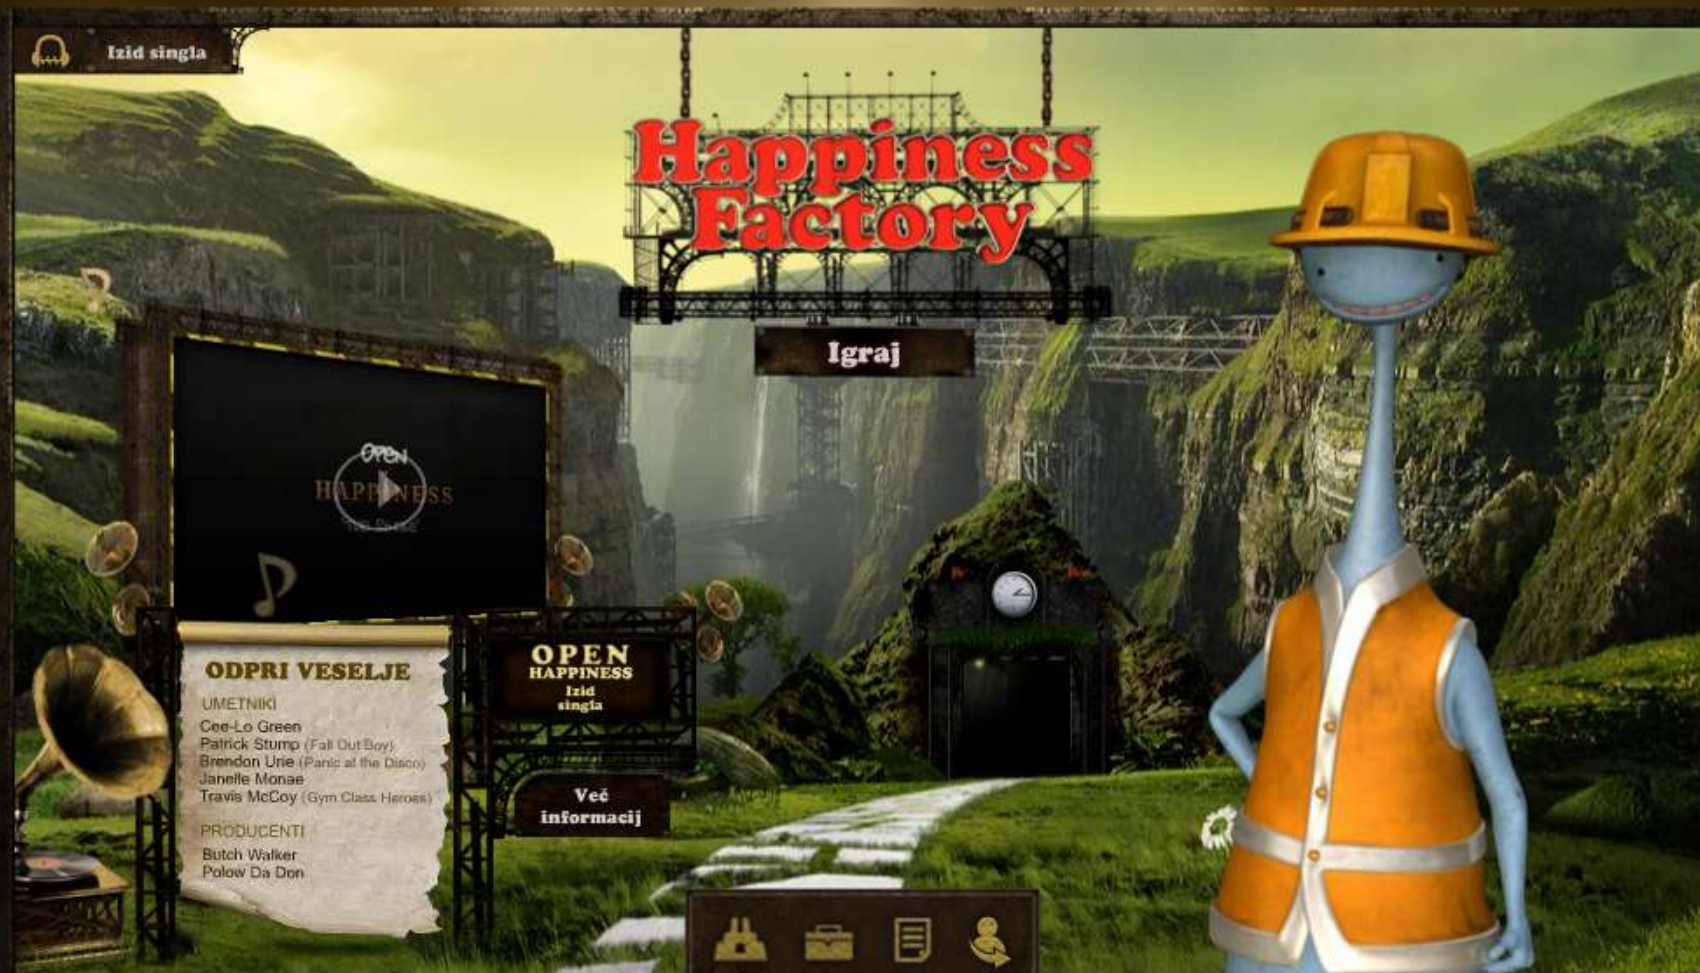 Izid singla
Happiness
Factory
Igraj
OPEN
HAPPINESS
ODPRI VESELJE
UMETNIKI
Cee-Lo Green
Patrick Stump (Fall Out Boy)
Brendon Urie (Panic at the Disco)
Janelle Monae
Travis McCoy (Gym Class Heroes)
PRODUCENTI
Butch Walker
Polow Da Don
OPEN
HAPPINESS
Izid
singla
Več
informacij